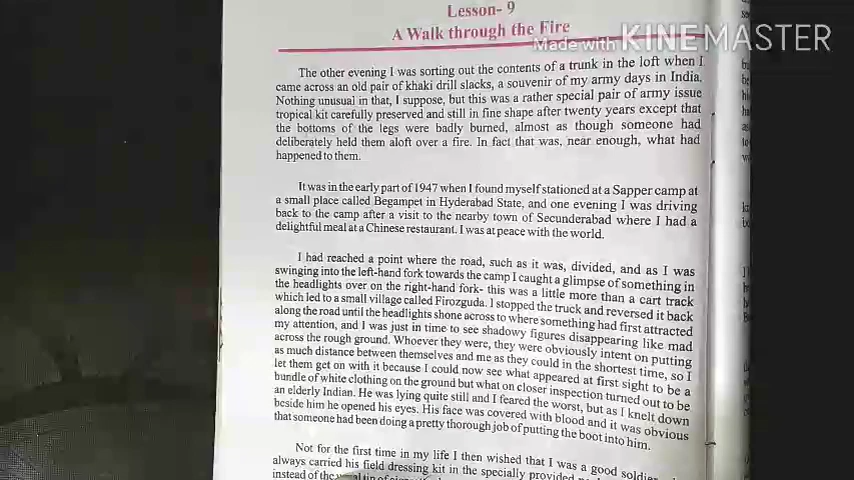 Lesson- 9
A Walk through the Fire
Made with KINEMASTER
The other evening I was sorting out the contents of a trunk in the loft when I
came across an old pair of khaki drill slacks, a souvenir of my army days in India.
Nothing unusual in that, I suppose, but this was a rather special pair of army issue
tropical kit carefully preserved and still in fine shape after twenty years except that
the bottoms of the legs were badly burned, almost as though someone had
deliberately held them aloft over a fire. In fact that was, near enough, what had
happened to them.
It was in the early part of 1947 when I found myself stationed at a Sapper camp at
a small place called Begampet in Hyderabad State, and one evening I was driving
back to the camp after a visit to the nearby town of Secunderabad where I had a
delightful meal at a Chinese restaurant. I was at peace with the world.
I had reached a point where the road, such as it was, divided, and as I was
swinging into the left-hand fork towards the camp I caught a glimpse of something in
the headlights over on the right-hand fork- this was a little more than a cart track
which led to a small village called Firozguda. I stopped the truck and reversed it back
along the road until the headlights shone across to where something had first attracted
my attention, and I was just in time to see shadowy figures disappearing like mad
across the rough ground. Whoever they were, they were obviously intent on putting
as much distance between themselves and me as they could in the shortest time, so I
let them get on with it because I could now see what appeared at first sight to be a
bundle of white clothing on the ground but what on closer inspection turned out to be
an elderly Indian. He was lying quite still and I feared the worst, but as I knelt down
beside him he opened his eyes. His face was covered with blood and it was obvious
that someone had been doing a pretty thorough job of putting the boot into him.
Not for the first time in my life I then wished that I was a good
always carried his field dressing kit in the specially provided
instead of the